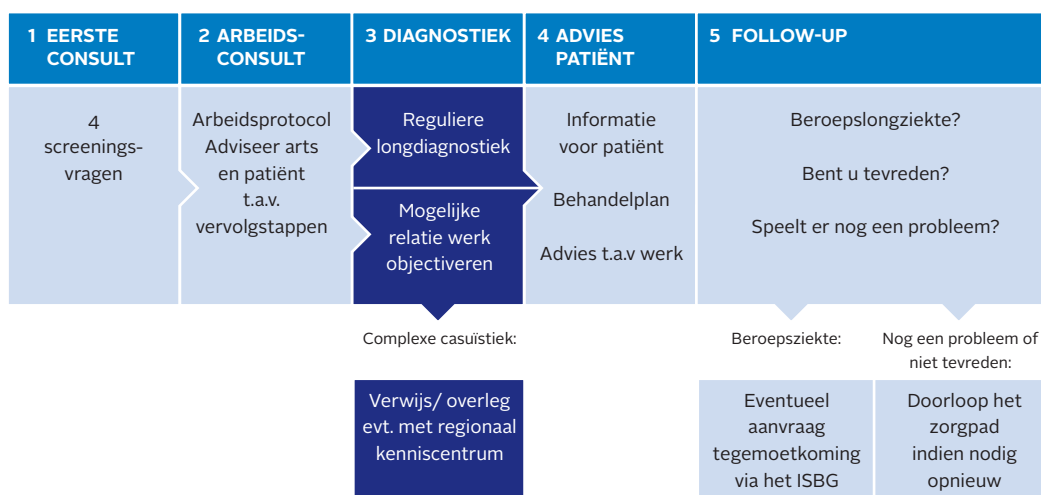 1 EERSTE
CONSULT
2 ARBEIDS-
CONSULT
3 DIAGNOSTIEK
4 ADVIES
PATIËNT
5 FOLLOW-UP
4
screenings-
vragen
Arbeidsprotocol
Adviseer arts
en patiënt
t.a.v.
vervolgstappen
Reguliere
longdiagnostiek
Mogelijke
relatie werk
objectiveren
Informatie
voor patiënt
Behandelplan
Advies t.a.v werk
Beroepslongziekte?
Bent u tevreden?
Speelt er nog een probleem?
Complexe casuïstiek:
Verwijs/ overleg
evt. met regionaal
kenniscentrum
Beroepsziekte:
Eventueel
aanvraag
tegemoetkoming
via het ISBG
Nog een probleem of
niet tevreden:
Doorloop het
zorgpad
indien nodig
opnieuw